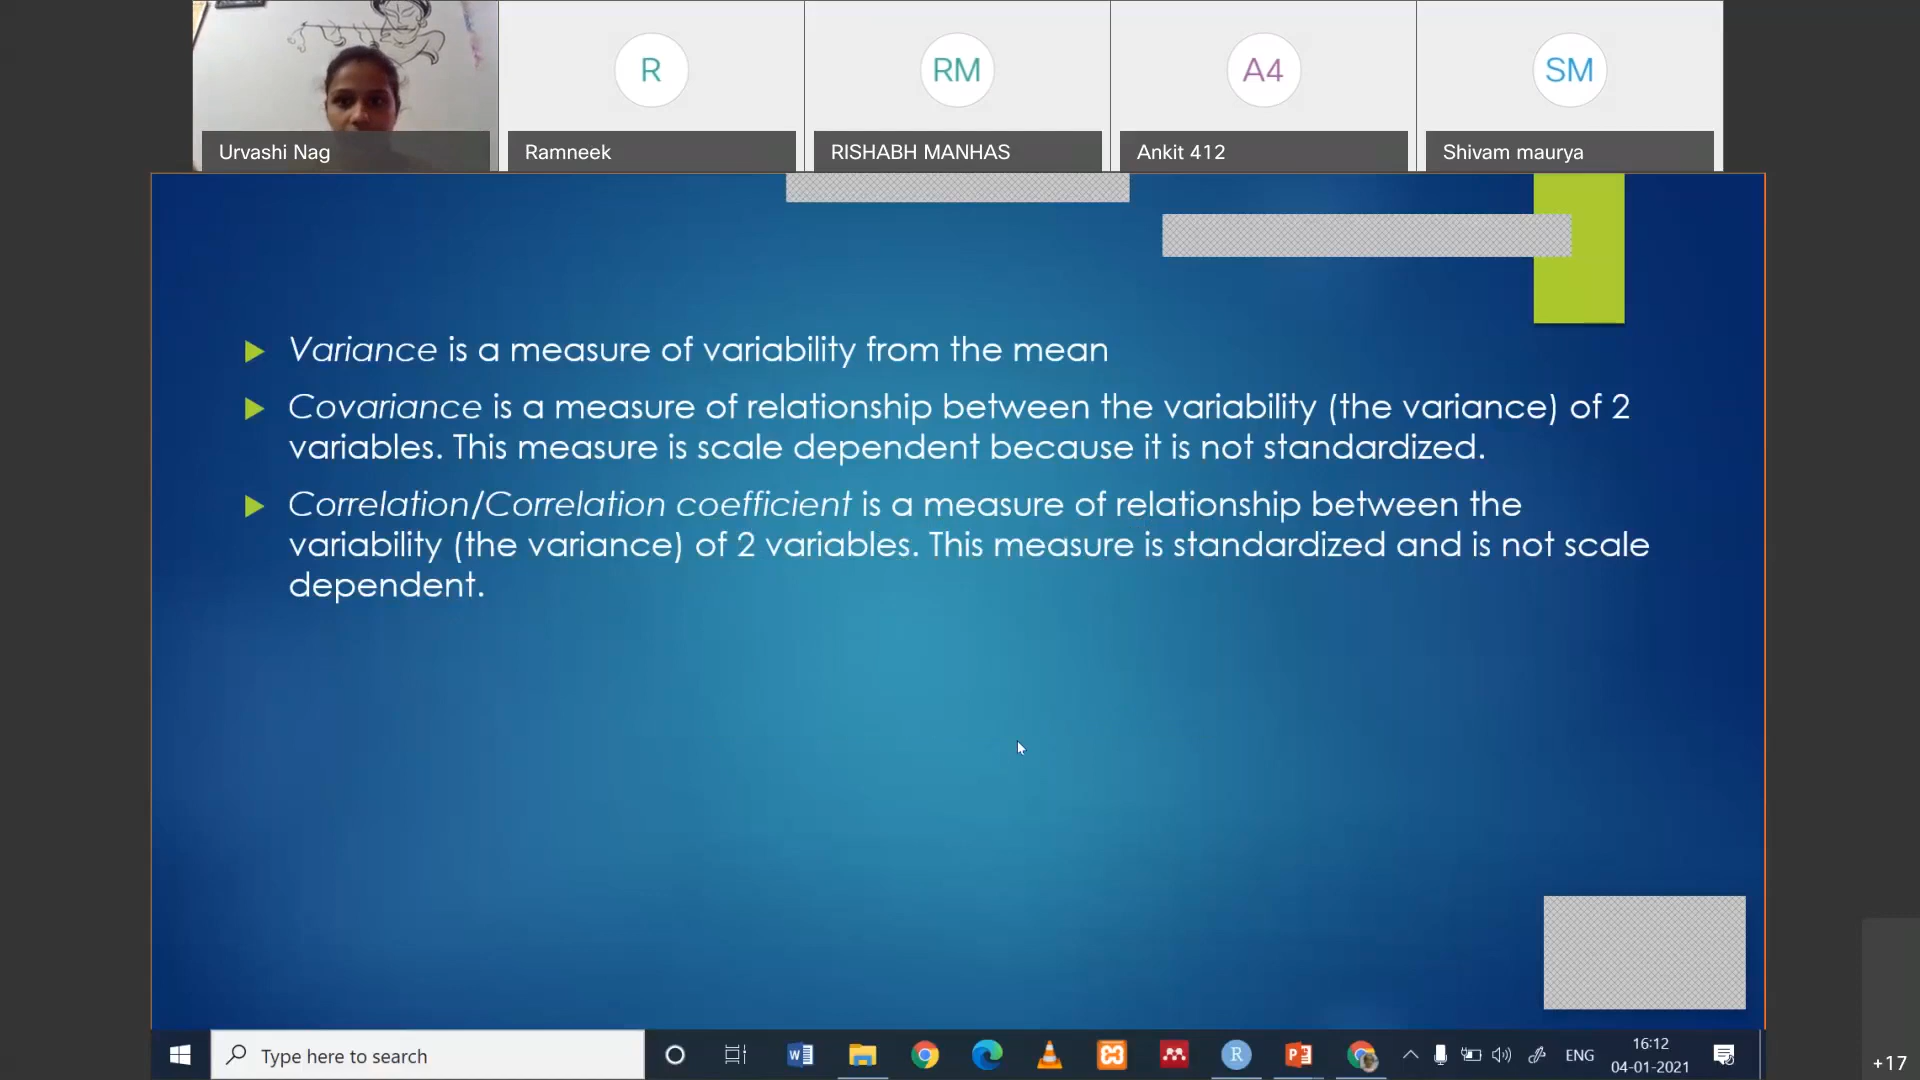 R
RM
A4
SM
Urvashi Nag
Ramneek
RISHABH MANHAS
Ankit 412
Shivam maurya
Variance is a measure of variability from the mean
Covariance is a measure of relationship between the variability (the variance) of 2
variables. This measure is scale dependent because it is not standardized.
Correlation/Correlation coefficient is a measure of relationship between the
variability (the variance) of 2 variables. This measure is standardized and is not scale
dependent.
Type here to search
W
R
P
ENG
16:12
04-01-2021
+17